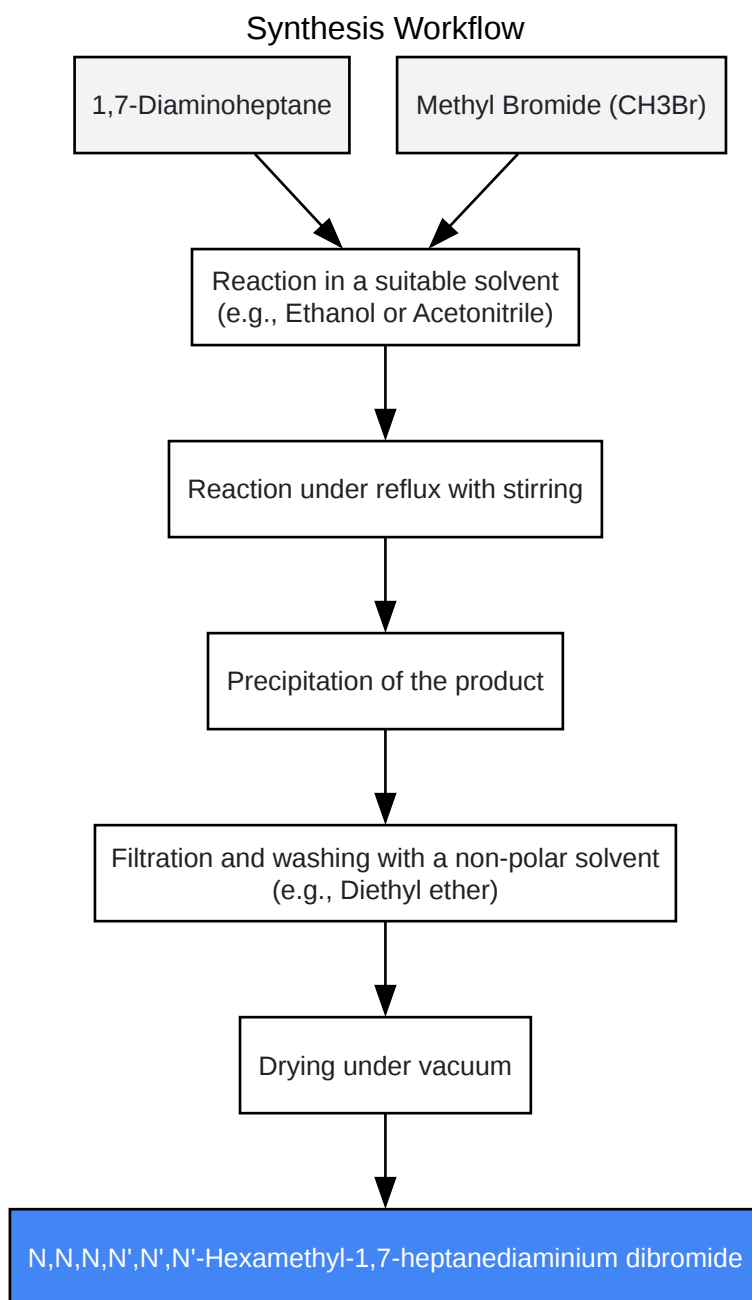 Synthesis Workflow
1,7-Diaminoheptane
Methyl Bromide (CH3Br)
Reaction in a suitable solvent
(e.g., Ethanol or Acetonitrile)
Reaction under reflux with stirring
Precipitation of the product
Filtration and washing with a non-polar solvent
(e.g., Diethyl ether)
Drying under vacuum
N,N,N,N',N',N'-Hexamethyl-1,7-heptanediaminium dibromide